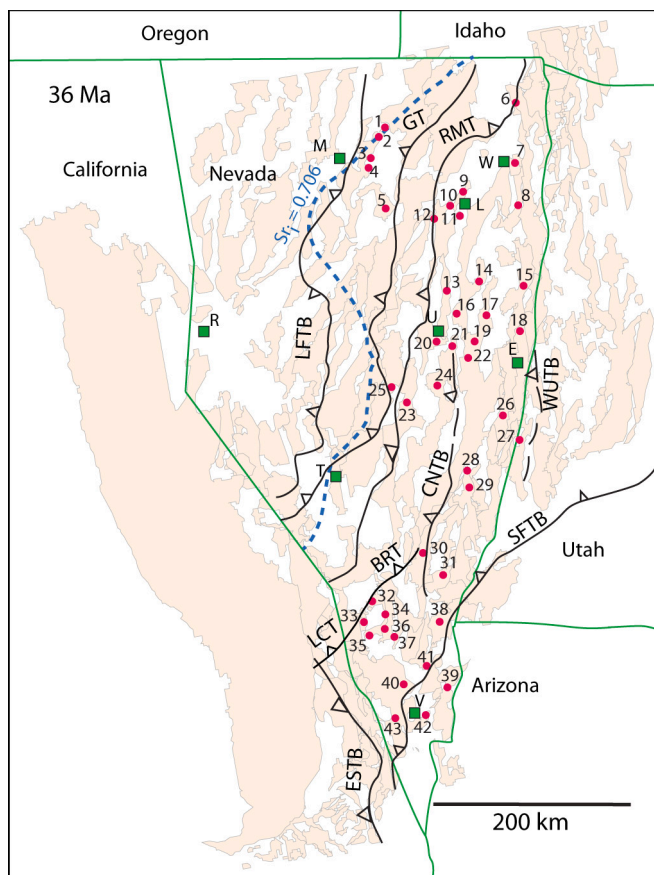 Oregon
Idaho
36 Ma
6
1
GT
2
RMT
M
3
W
7
California
Nevada
4
9
5
10
L
8
12
11
Sri = 0.706
14
15
13
16
17
R
U
18
LFTB
20
21
19
E
22
WUTB
24
25
23
26
27
CNTB
28
T
29
SFTB
30
BRT
Utah
31
32
34
33
38
LCT
36
35
37
41
39
40
Arizona
V
43
42
ESTB
200 km